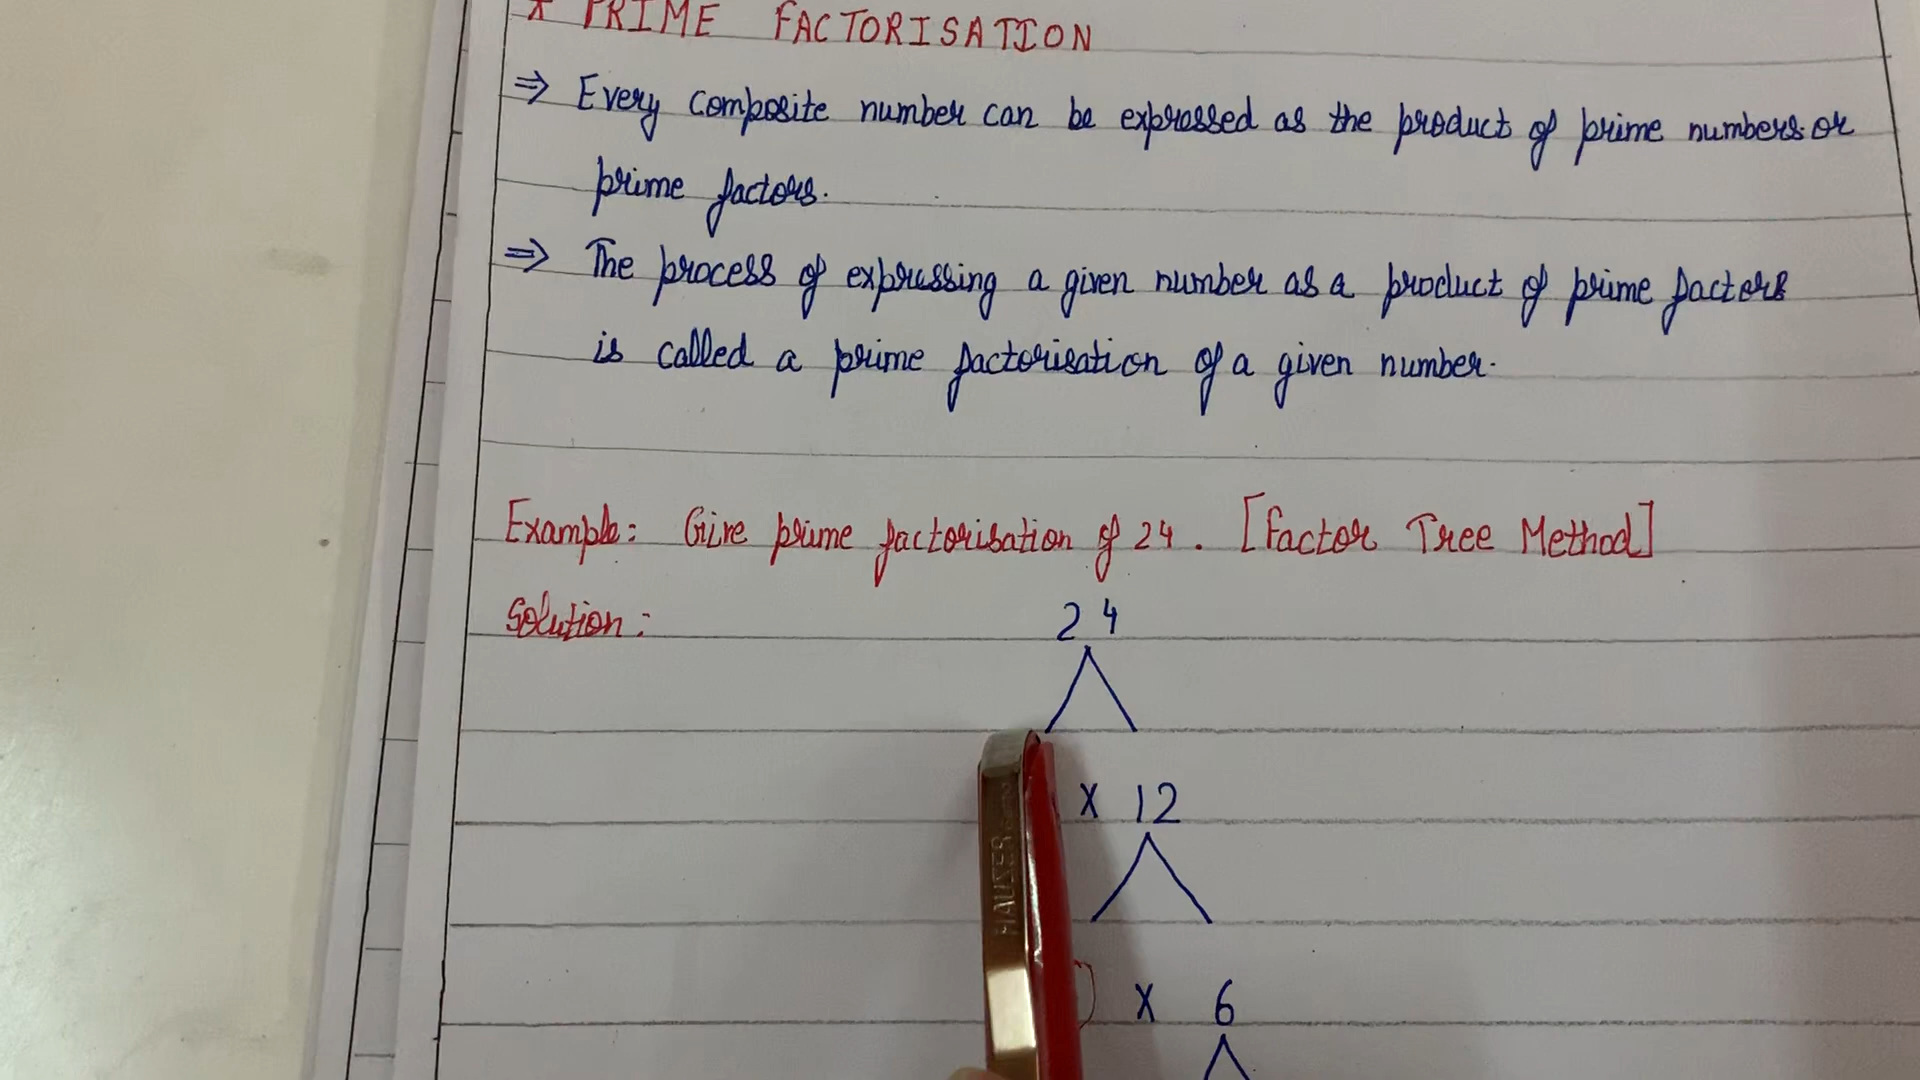 * PRIME FACTORISATION
⇒ Every composite number can be expressed as the product of prime numbers or
prime factors.
⇒ The process of expressing a given number as a product of prime factors
is called a prime factorisation of a given number.
Example: Give prime factorisation of 24. [Factor Tree Method]
Solution:
24
X 12
X 6
HAUSER